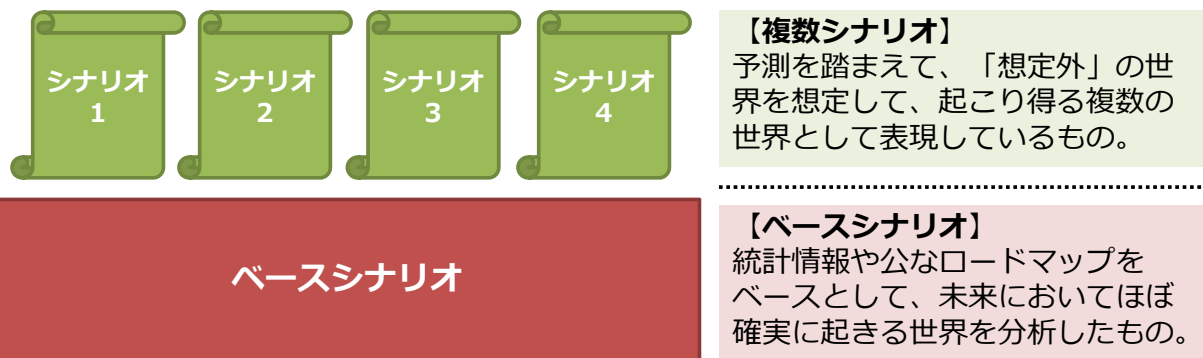 シナリオ
1
シナリオ
2
シナリオ
3
シナリオ
4
【複数シナリオ】
予測を踏まえて、「想定外」の世
界を想定して、起こり得る複数の
世界として表現しているもの。
ベースシナリオ
【ベースシナリオ】
統計情報や公なロードマップを
ベースとして、未来においてほぼ
確実に起きる世界を分析したもの。